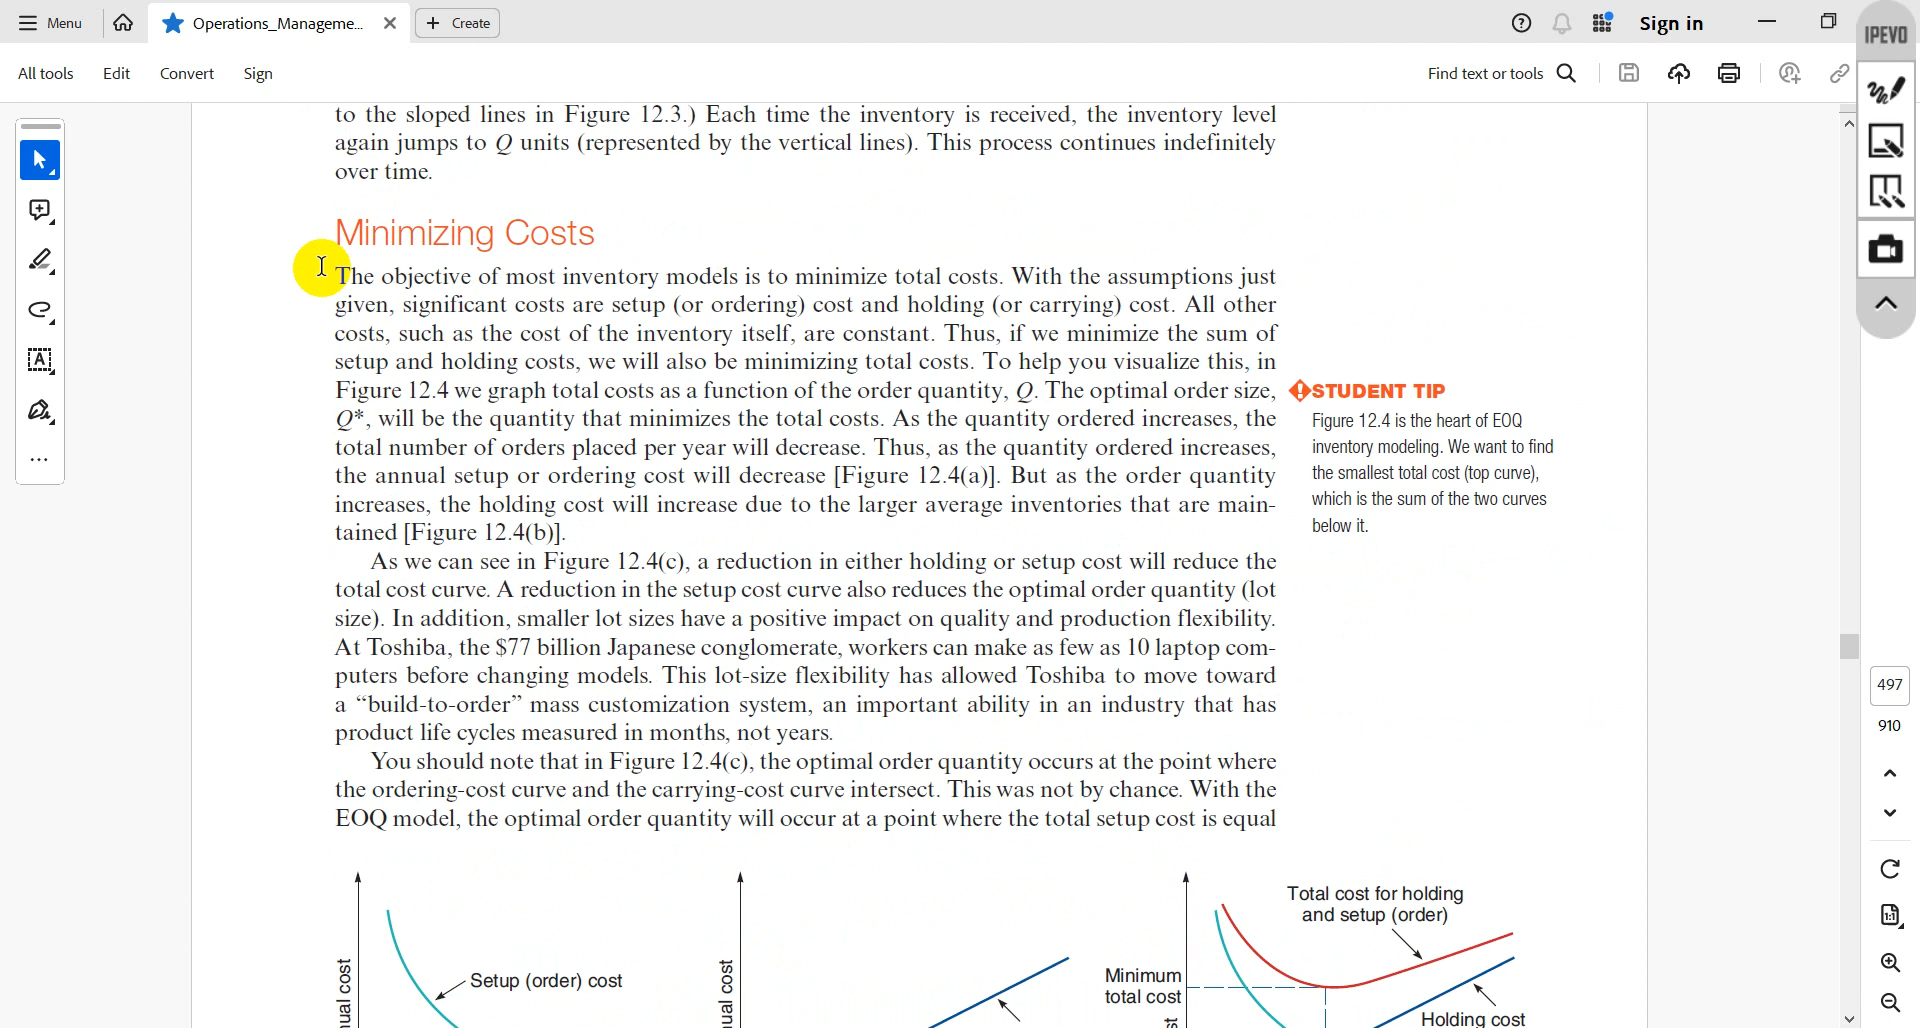 Menu
Operations_Manageme...
Create
Sign in
IPEVO
All tools
Edit
Convert
Sign
Find text or tools
to the sloped lines in Figure 12.3.) Each time the inventory is received, the inventory level
again jumps to Q units (represented by the vertical lines). This process continues indefinitely
over time.
Minimizing Costs
The objective of most inventory models is to minimize total costs. With the assumptions just
given, significant costs are setup (or ordering) cost and holding (or carrying) cost. All other
costs, such as the cost of the inventory itself, are constant. Thus, if we minimize the sum of
setup and holding costs, we will also be minimizing total costs. To help you visualize this, in
Figure 12.4 we graph total costs as a function of the order quantity, Q. The optimal order size,
Q*, will be the quantity that minimizes the total costs. As the quantity ordered increases, the
total number of orders placed per year will decrease. Thus, as the quantity ordered increases,
the annual setup or ordering cost will decrease [Figure 12.4(a)]. But as the order quantity
increases, the holding cost will increase due to the larger average inventories that are main-
tained [Figure 12.4(b)].
As we can see in Figure 12.4(c), a reduction in either holding or setup cost will reduce the
total cost curve. A reduction in the setup cost curve also reduces the optimal order quantity (lot
size). In addition, smaller lot sizes have a positive impact on quality and production flexibility.
At Toshiba, the $77 billion Japanese conglomerate, workers can make as few as 10 laptop com-
puters before changing models. This lot-size flexibility has allowed Toshiba to move toward
a “build-to-order” mass customization system, an important ability in an industry that has
product life cycles measured in months, not years.
You should note that in Figure 12.4(c), the optimal order quantity occurs at the point where
the ordering-cost curve and the carrying-cost curve intersect. This was not by chance. With the
EOQ model, the optimal order quantity will occur at a point where the total setup cost is equal
STUDENT TIP
Figure 12.4 is the heart of EOQ
inventory modeling. We want to find
the smallest total cost (top curve),
which is the sum of the two curves
below it.
497
910
1:1
Setup (order) cost
Total cost for holding
and setup (order)
Minimum
total cost
Holding cost